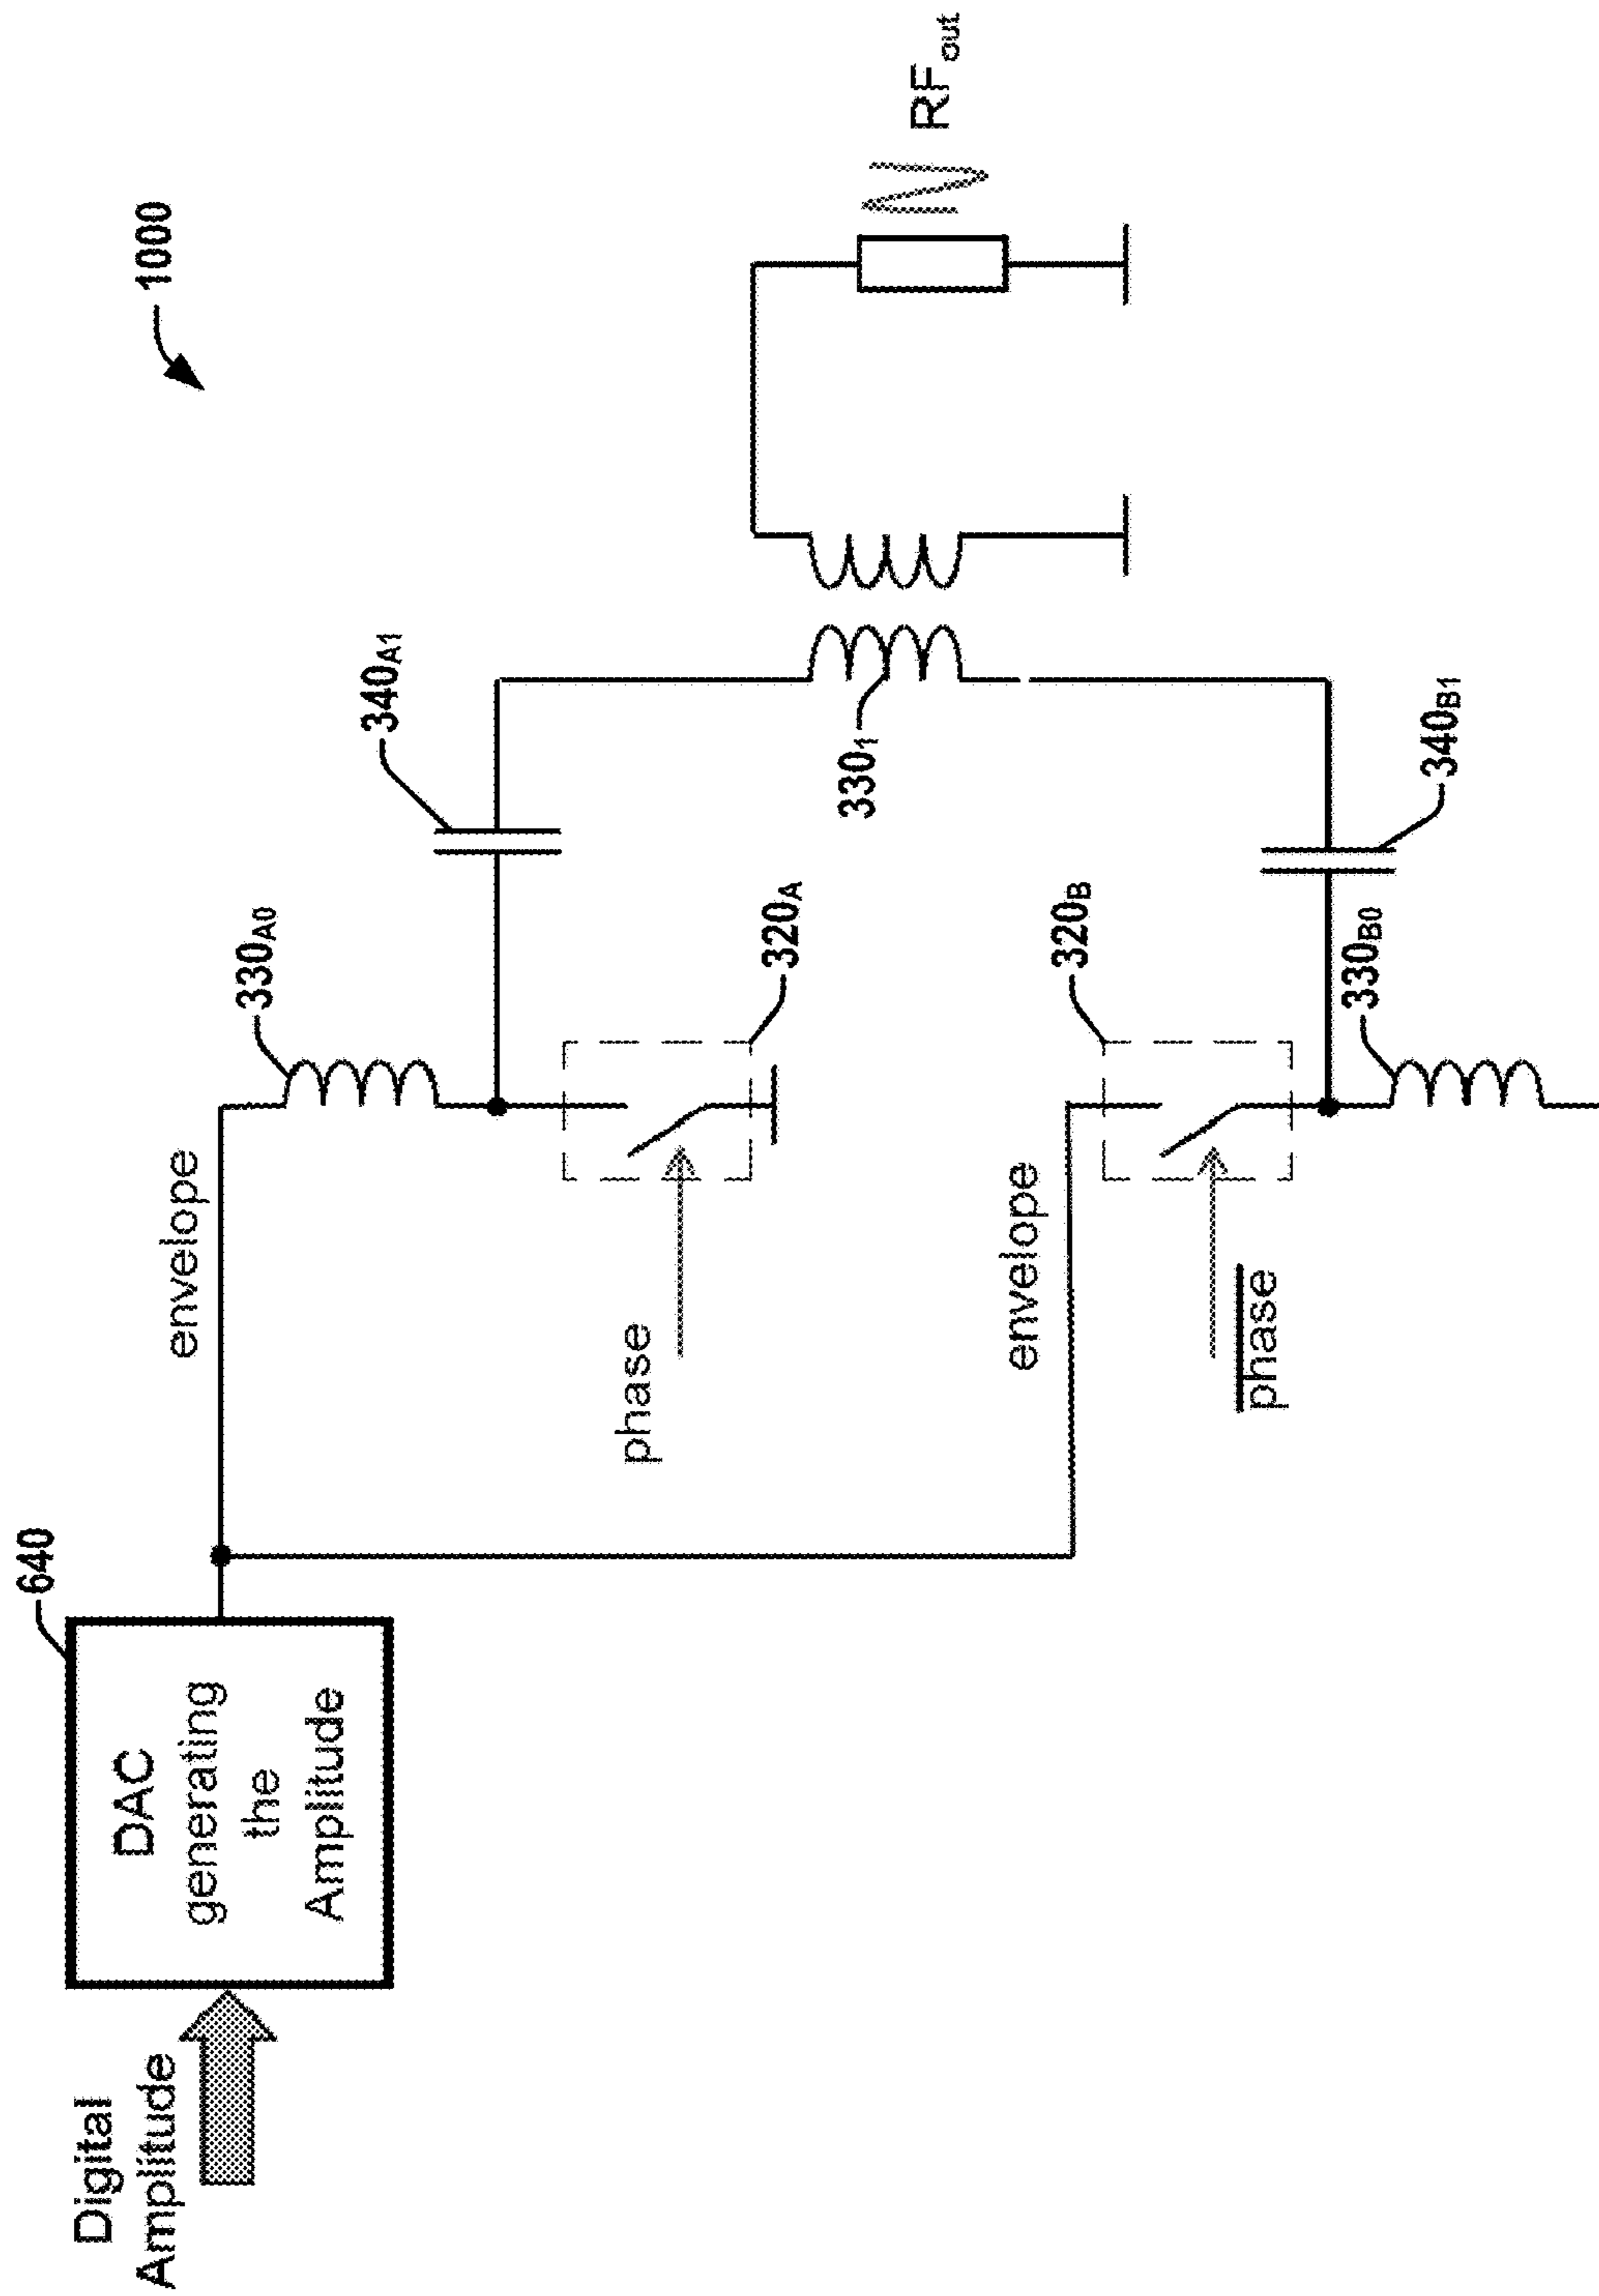 1000
640
Digital
Amplitude
DAC
generating
the
Amplitude
envelope
330A0
340A1
phase
320A
3301
RFout
envelope
320B
phase
330B0
340B1